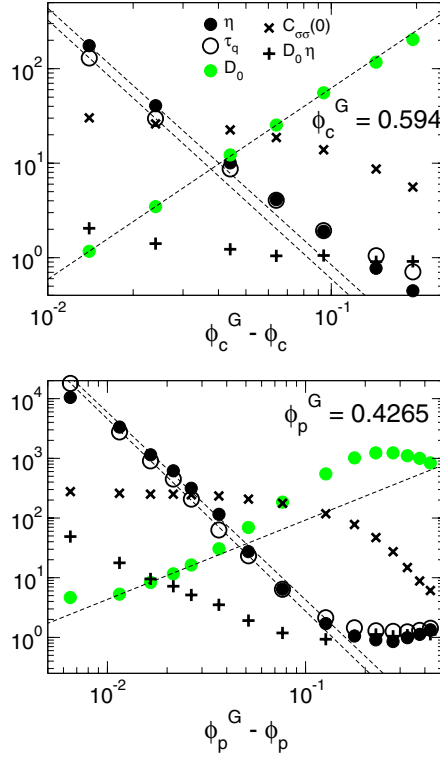 η
τ_q
D_0
C_σσ(0)
D_0 η
ϕ_c^G = 0.594
10^2
10^1
10^0
10^-2
10^-1
ϕ_c^G - ϕ_c
ϕ_p^G = 0.4265
10^4
10^3
10^2
10^1
10^0
10^-2
10^-1
ϕ_p^G - ϕ_p